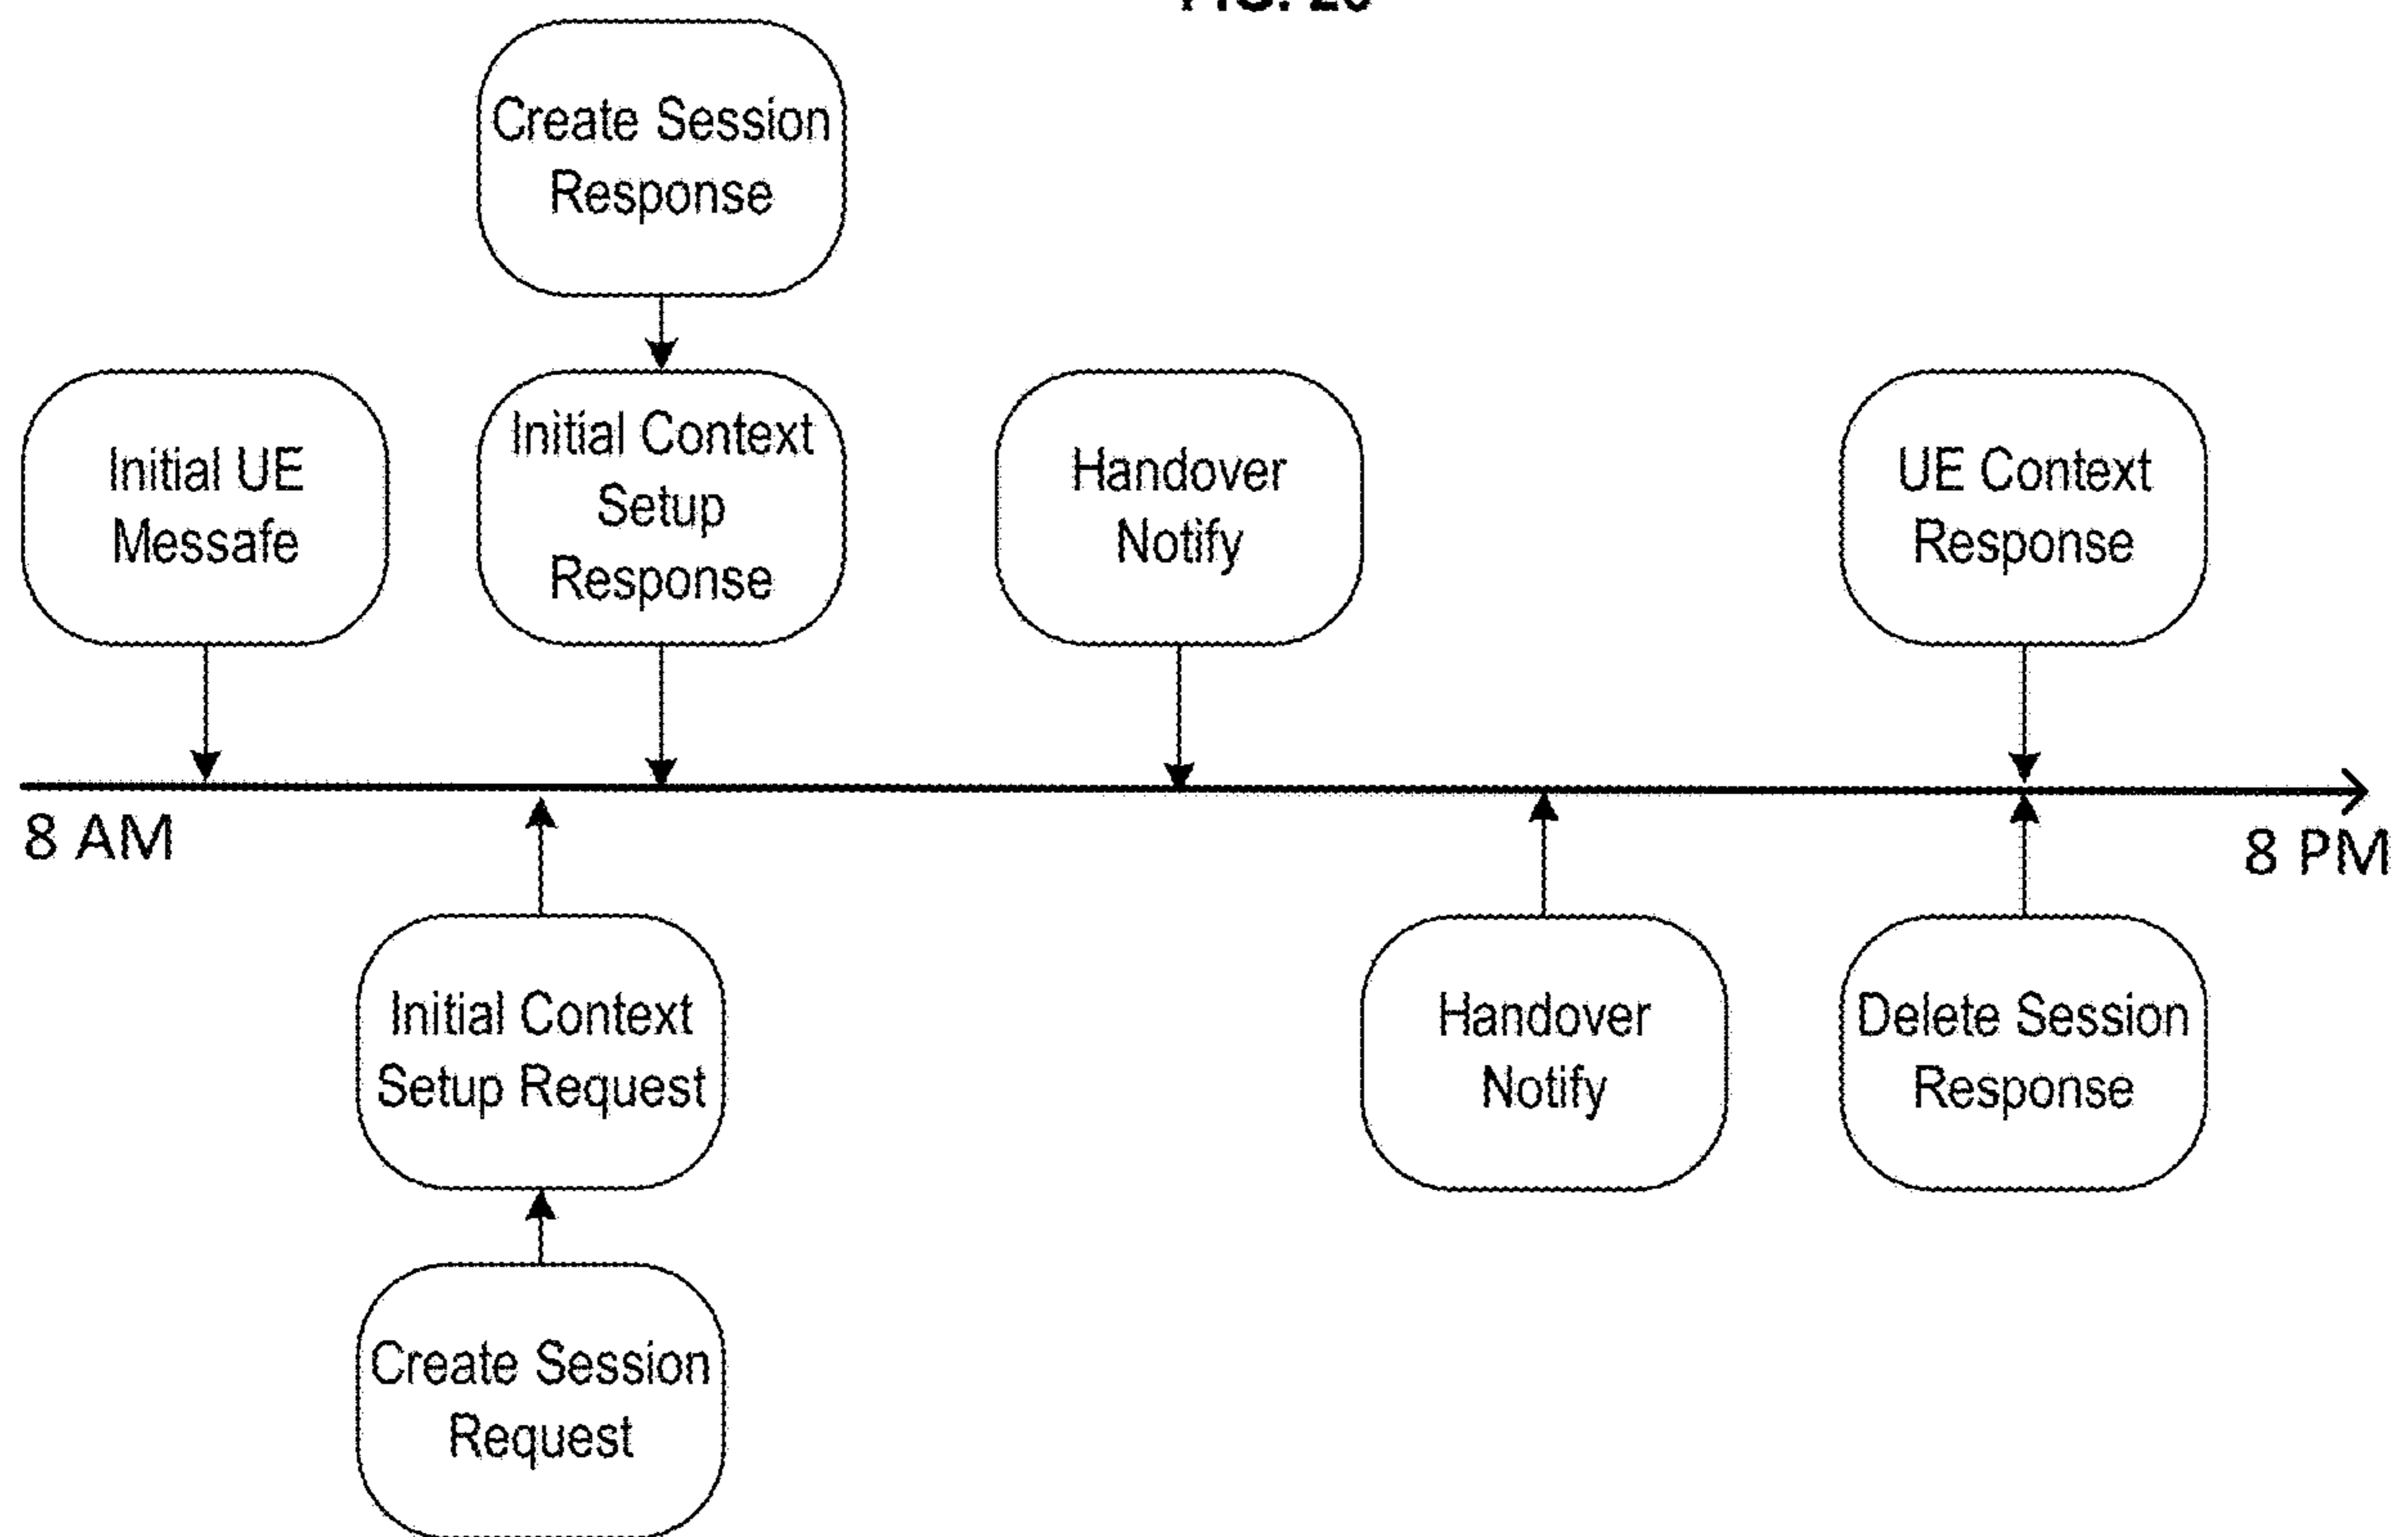 Create Session
Response
Initial UE
Messafe
Initial Context
Setup
Response
Handover
Notify
UE Context
Response
8 AM
8 PM
Initial Context
Setup Request
Handover
Notify
Delete Session
Response
Create Session
Request